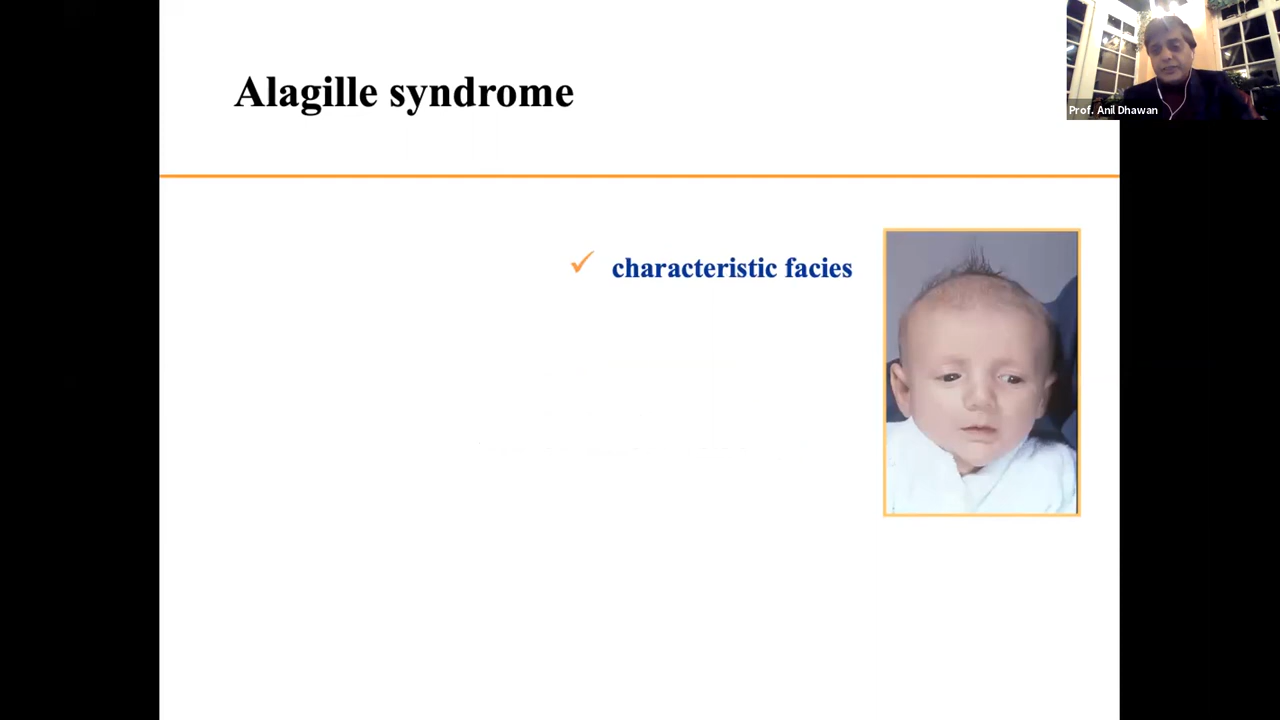 Alagille syndrome
Prof. Anil Dhawan
✓ characteristic facies